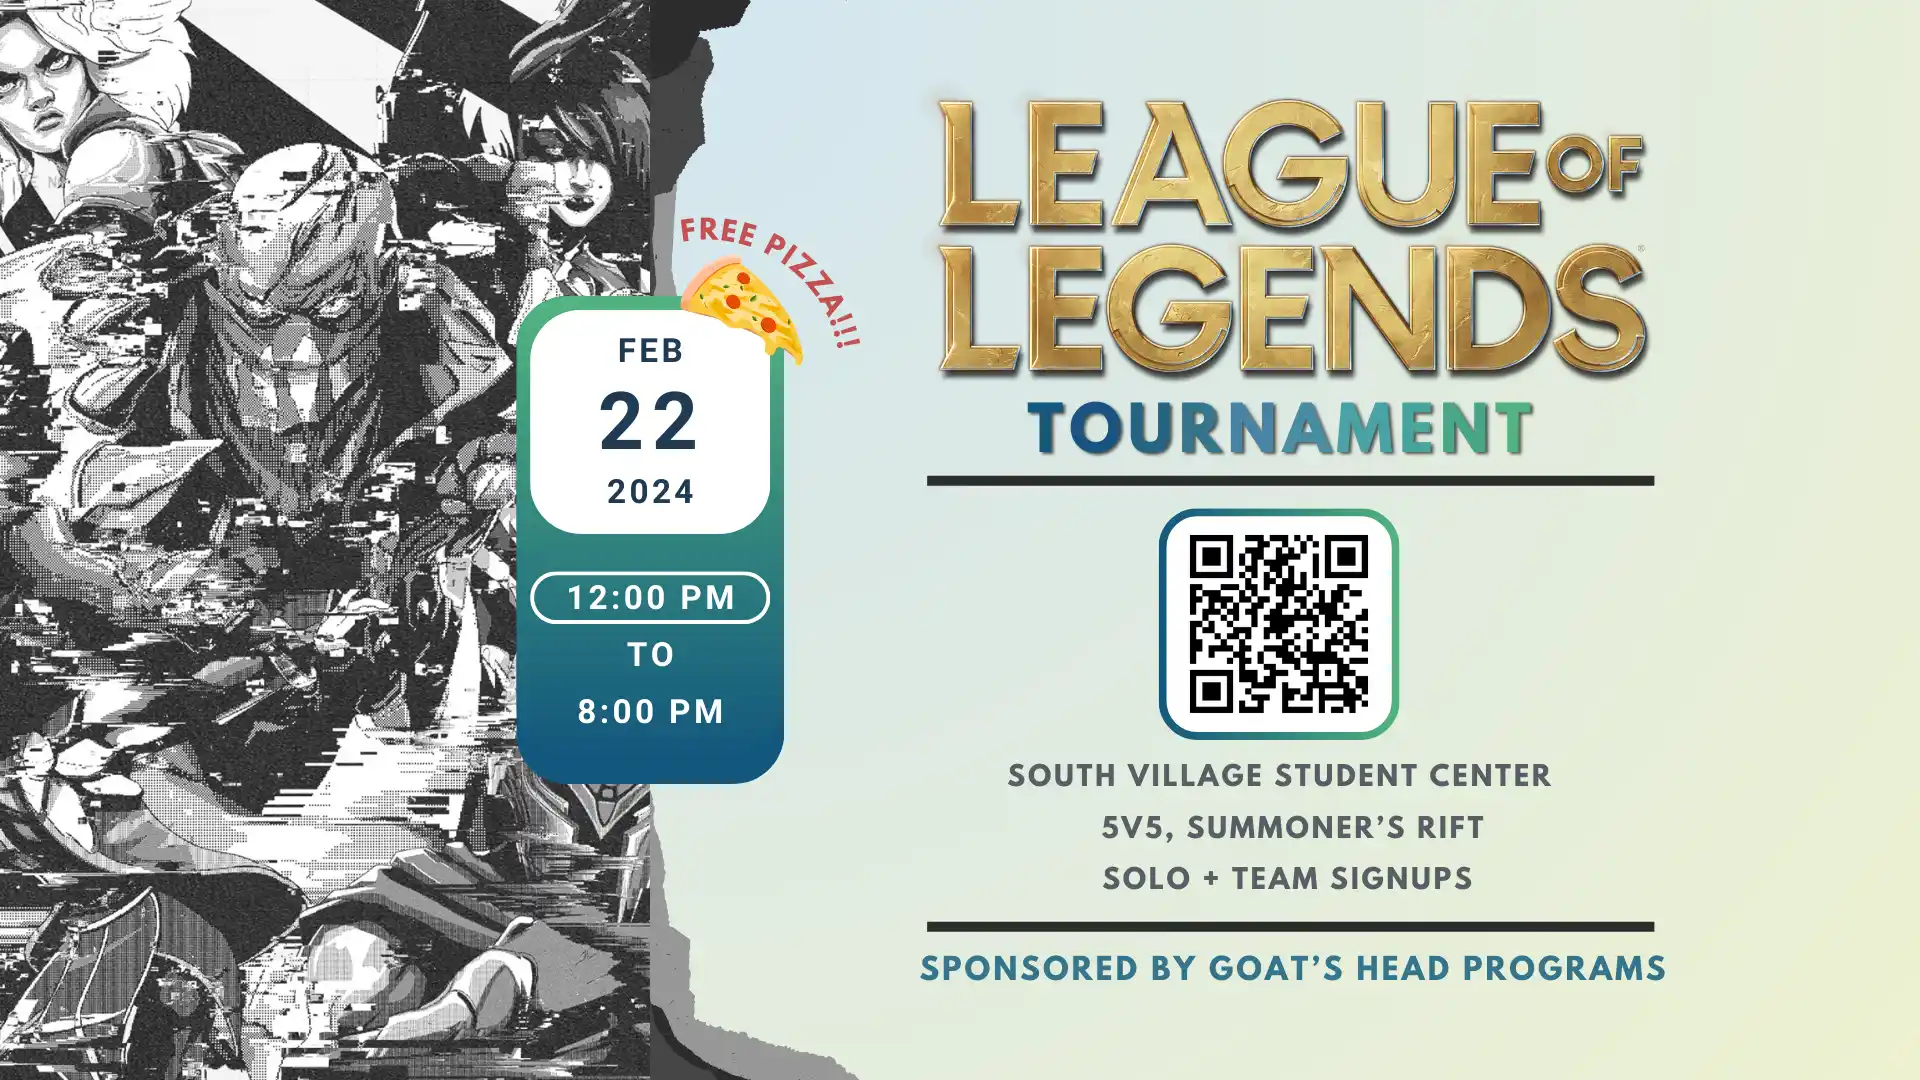 FREE PIZZA!!!
FEB
22
2024
12:00 PM
TO
8:00 PM
LEAGUE OF
LEGENDS®
TOURNAMENT
SOUTH VILLAGE STUDENT CENTER
5V5, SUMMONER’S RIFT
SOLO + TEAM SIGNUPS
SPONSORED BY GOAT’S HEAD PROGRAMS